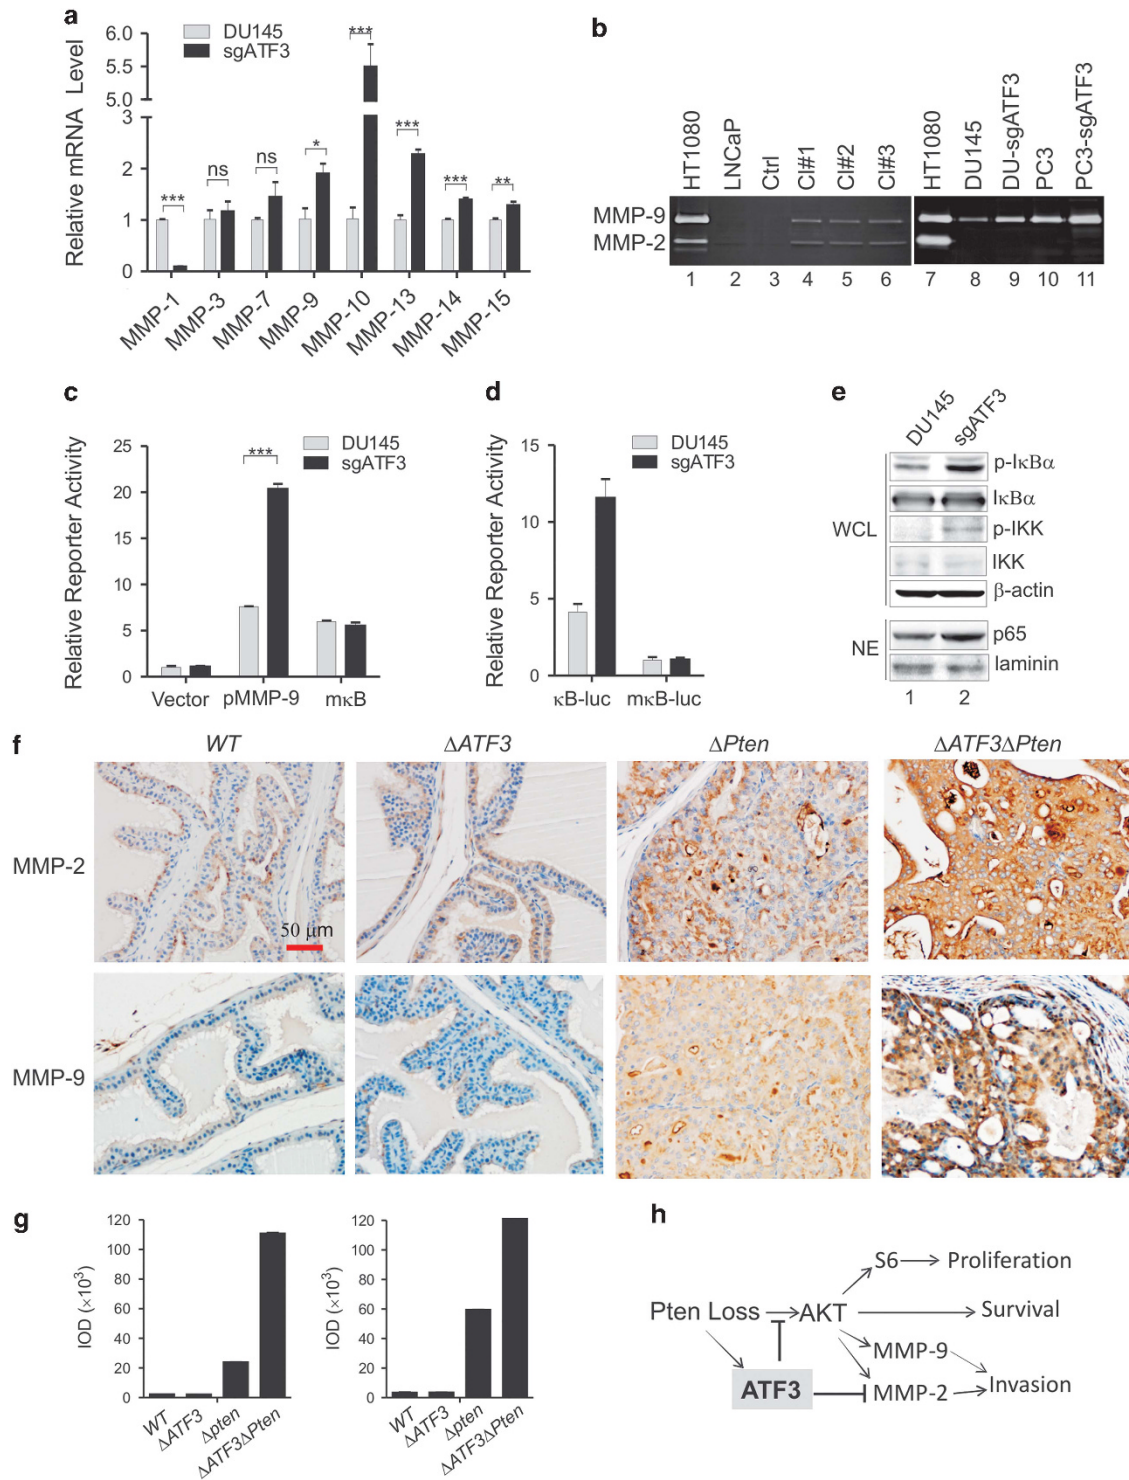 a
DU145
sgATF3
Relative mRNA Level
6.0
5.5
5.0
3
2
1
0
***
ns
ns
*
***
***
***
**
MMP-1
MMP-3
MMP-7
MMP-9
MMP-10
MMP-13
MMP-14
MMP-15
b
HT1080
LNCaP
Ctrl
Cl#1
Cl#2
Cl#3
HT1080
DU145
DU-sgATF3
PC3
PC3-sgATF3
MMP-9
MMP-2
1 2 3 4 5 6 7 8 9 10 11
c
DU145
sgATF3
Relative Reporter Activity
25
20
15
10
5
0
***
Vector pMMP-9 mκB
d
DU145
sgATF3
Relative Reporter Activity
15
10
5
0
κB-luc mκB-luc
e
DU145
sgATF3
WCL
p-IκBα
IκBα
p-IKK
IKK
β-actin
NE
p65
laminin
1 2
f
WT ΔATF3 ΔPten ΔATF3ΔPten
MMP-2
50 μm
MMP-9
g
IOD (×10³)
120
100
80
60
40
20
0
WT
ΔATF3
Δpten
ΔATF3ΔPten
IOD (×10³)
120
100
80
60
40
20
0
WT
ΔATF3
Δpten
ΔATF3ΔPten
h
S6 Proliferation
Pten Loss AKT Survival
MMP-9
ATF3 MMP-2 Invasion